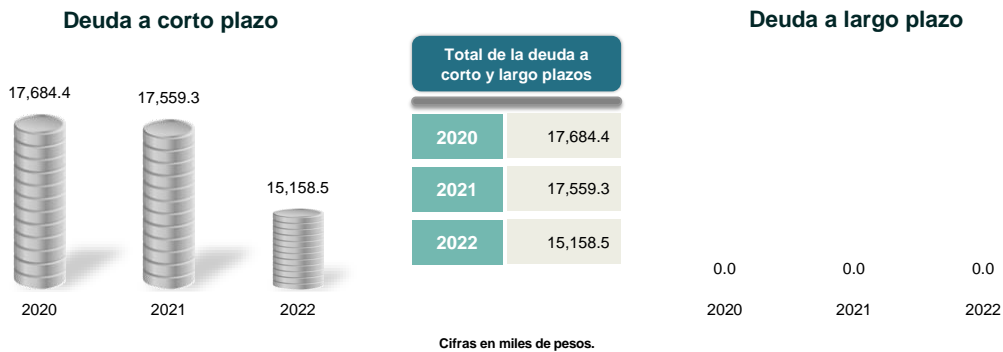 Deuda a corto plazo
17,684.4
17,559.3
15,158.5
2020
2021
2022
Total de la deuda a
corto y largo plazos
2020 17,684.4
2021 17,559.3
2022 15,158.5
Deuda a largo plazo
0.0 0.0 0.0
2020 2021 2022
Cifras en miles de pesos.